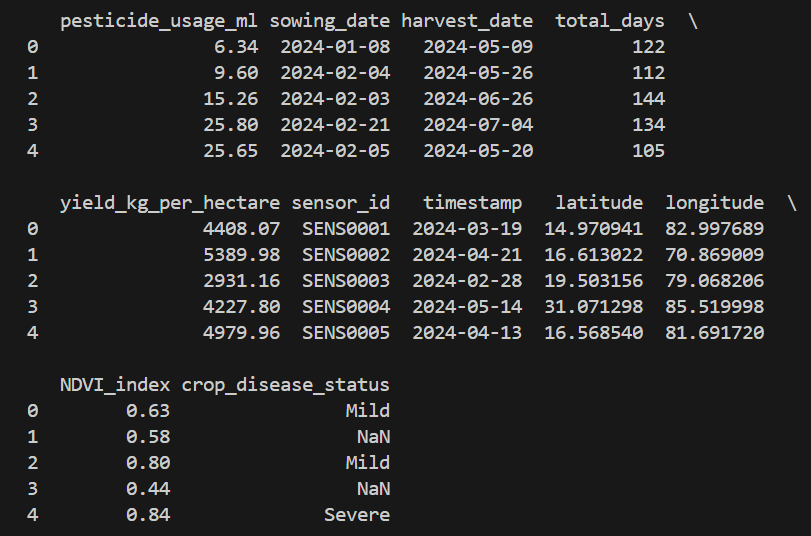 pesticide_usage_ml sowing_date harvest_date total_days \
0 6.34 2024-01-08 2024-05-09 122
1 9.60 2024-02-04 2024-05-26 112
2 15.26 2024-02-03 2024-06-26 144
3 25.80 2024-02-21 2024-07-04 134
4 25.65 2024-02-05 2024-05-20 105
yield_kg_per_hectare sensor_id timestamp latitude longitude \
0 4408.07 SENS0001 2024-03-19 14.970941 82.997689
1 5389.98 SENS0002 2024-04-21 16.613022 70.869009
2 2931.16 SENS0003 2024-02-28 19.503156 79.068206
3 4227.80 SENS0004 2024-05-14 31.071298 85.519998
4 4979.96 SENS0005 2024-04-13 16.568540 81.691720
NDVI_index crop_disease_status
0 0.63 Mild
1 0.58 NaN
2 0.80 Mild
3 0.44 NaN
4 0.84 Severe